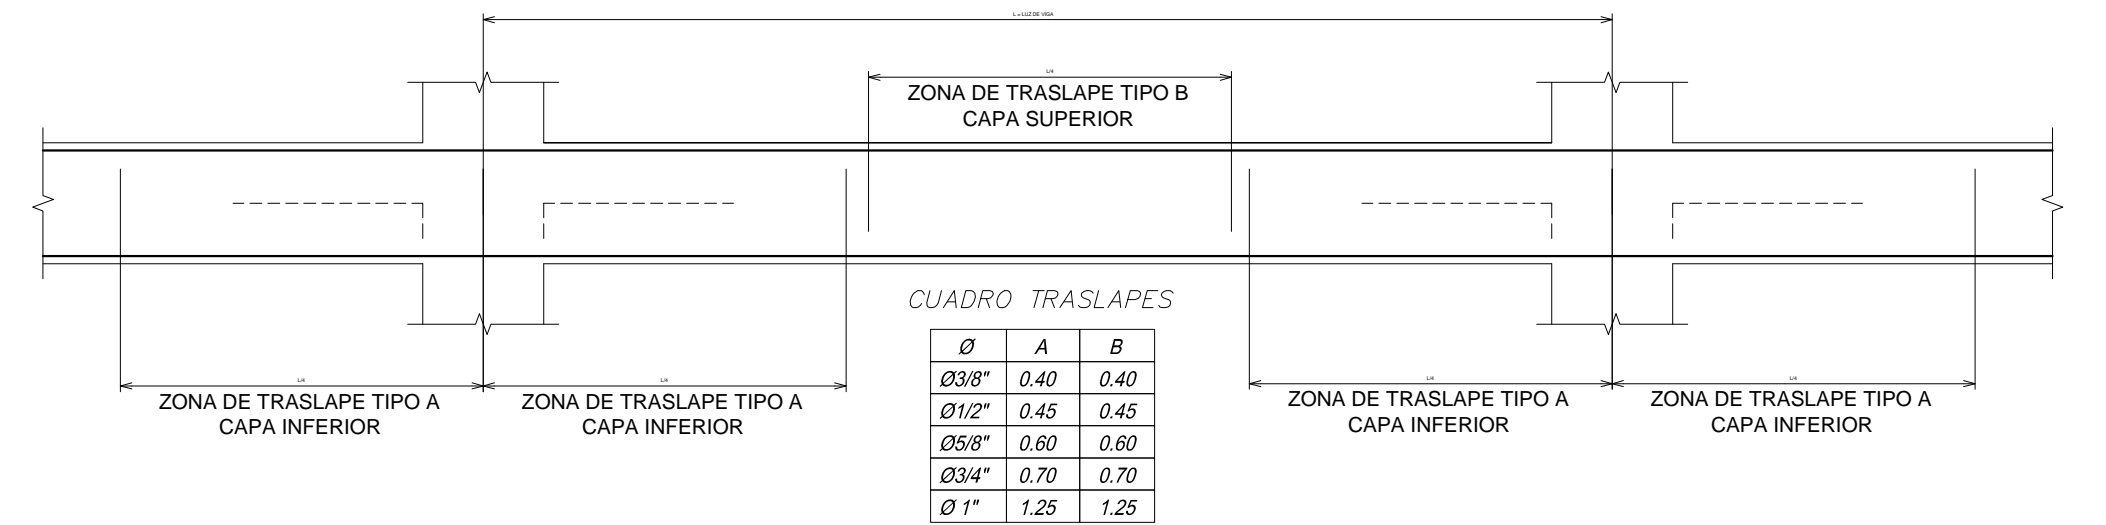 L = LUZ DE VIGA
L/4
ZONA DE TRASLAPE TIPO B
CAPA SUPERIOR
CUADRO TRASLAPES
Ø A B
Ø3/8" 0.40 0.40
Ø1/2" 0.45 0.45
Ø5/8" 0.60 0.60
Ø3/4" 0.70 0.70
Ø 1" 1.25 1.25
L/4
ZONA DE TRASLAPE TIPO A
CAPA INFERIOR
L/4
ZONA DE TRASLAPE TIPO A
CAPA INFERIOR
L/4
ZONA DE TRASLAPE TIPO A
CAPA INFERIOR
L/4
ZONA DE TRASLAPE TIPO A
CAPA INFERIOR